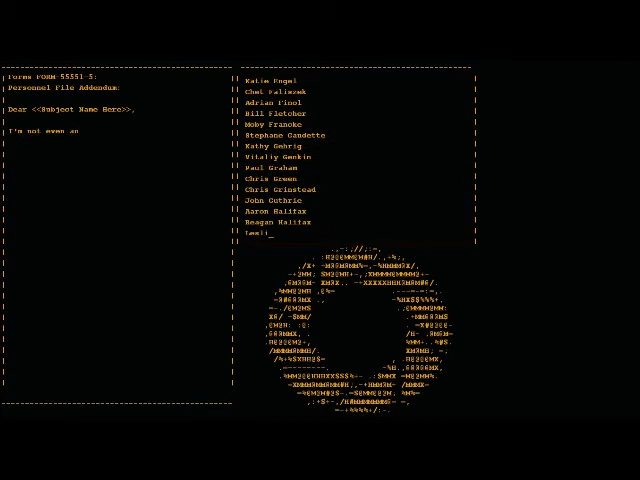 Forms FORM-55551-5:
Personnel File Addendum:
Dear <<Subject Name Here>>,
I'm not even an
Katie Engel
Chet Faliszek
Adrian Finol
Bill Fletcher
Moby Francke
Stephane Gaudette
Kathy Gehrig
Vitaliy Genkin
Paul Graham
Chris Green
Chris Grinstead
John Guthrie
Aaron Halifax
Reagan Halifax
Lesli_